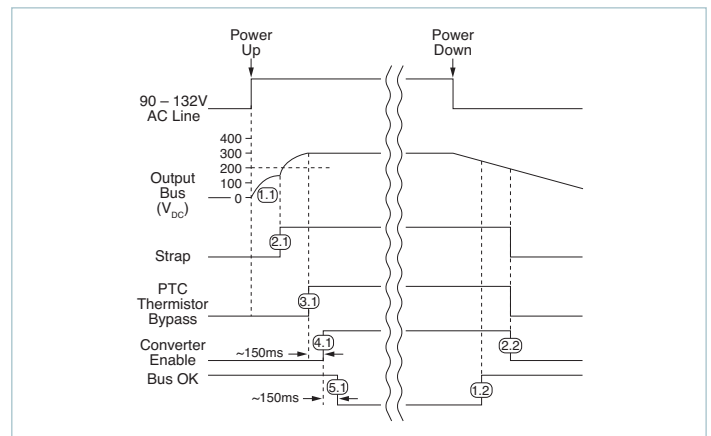 Power
Up
Power
Down
90 – 132V
AC Line
400
300
200
100
0
Output
Bus
(V_DC)
1.1
2.1
Strap
PTC
Thermistor
Bypass
3.1
Converter
Enable
4.1
2.2
~150ms
Bus OK
5.1
1.2
~150ms